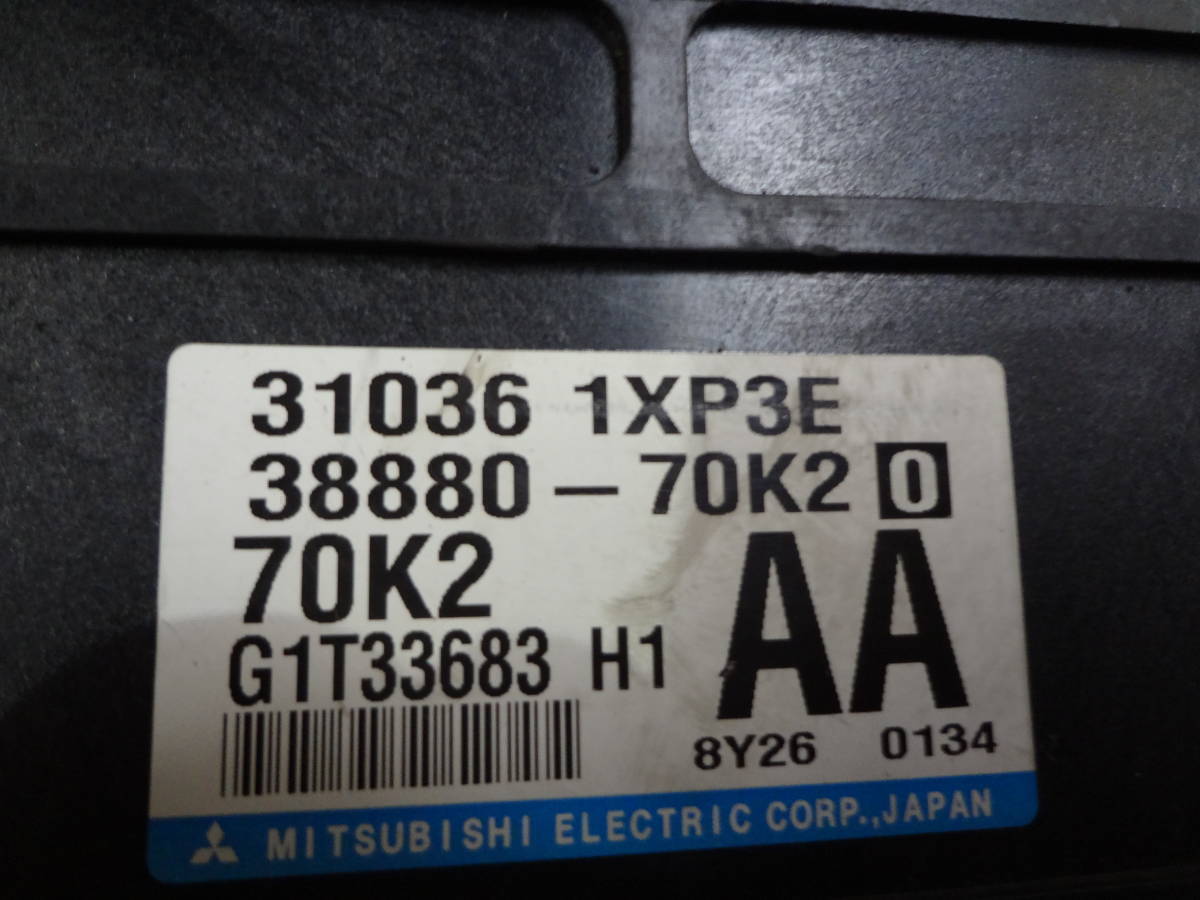 31036 1XP3E
38880-70K2 0
70K2 AA
G1T33683 H1
8Y26 0134
MITSUBISHI ELECTRIC CORP.,JAPAN